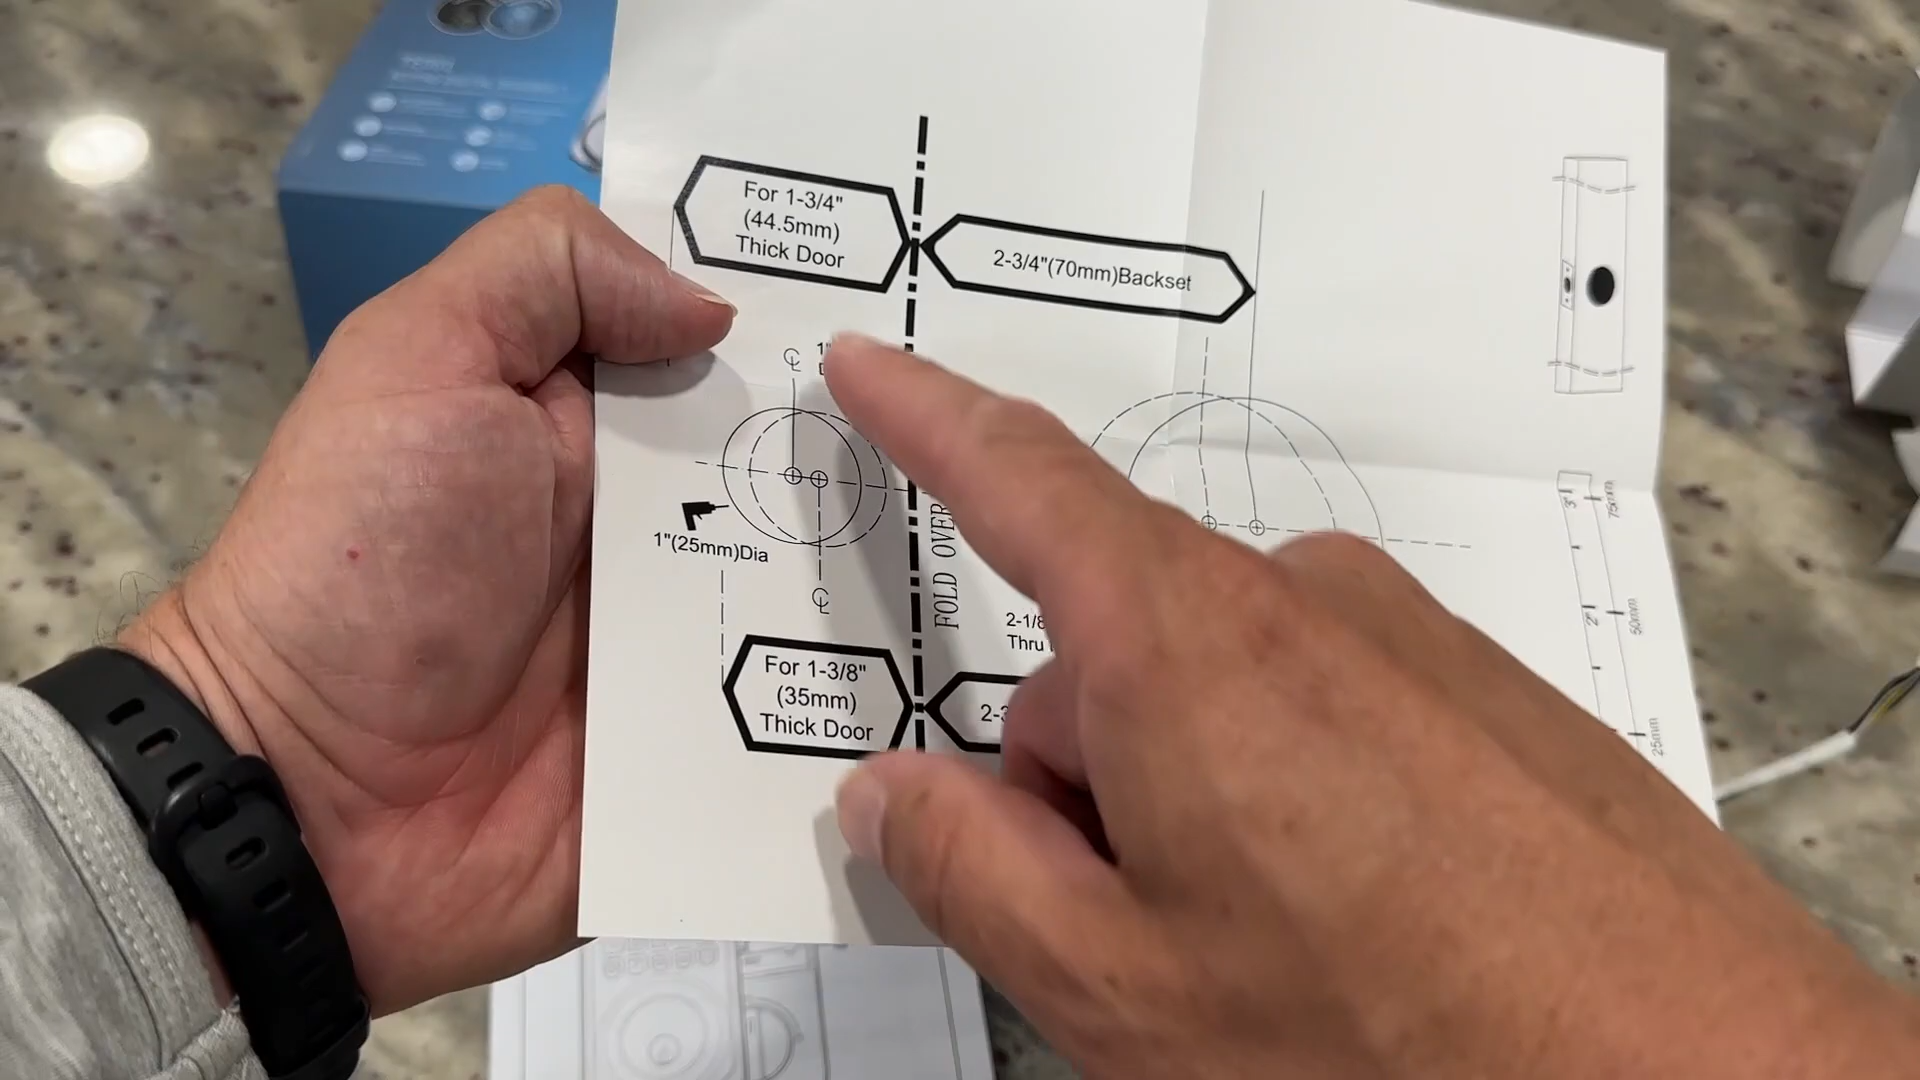 For 1-3/4"
(44.5mm)
Thick Door
2-3/4"(70mm)Backset
1"(25mm)Dia
FOLD OVER
2-1/8
Thru
For 1-3/8"
(35mm)
Thick Door
3"
75mm
2"
50mm
25mm